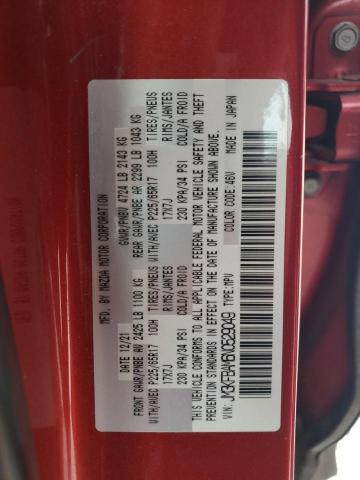 MFD. BY MAZDA MOTOR CORPORATION
DATE 12/21 GVWR/PNBV 4724 LB 2143 KG
FRONT GAWR/PNBE AV 2425 LB 1100 KG REAR GAWR/PNBE AR 2299 LB 1043 KG
WITH/AVEC P225/65R17 100H TIRES/PNEUS WITH/AVEC P225/65R17 100H TIRES/PNEUS
17X7J RIMS/JANTES 17X7J RIMS/JANTES
230 KPA/34 PSI COLD/A FROID 230 KPA/34 PSI COLD/A FROID
THIS VEHICLE CONFORMS TO ALL APPLICABLE FEDERAL MOTOR VEHICLE SAFETY AND THEFT
PREVENTION STANDARDS IN EFFECT ON THE DATE OF MANUFACTURE SHOWN ABOVE.
VIN: TYPE: MPV COLOR CODE: 46V MADE IN JAPAN